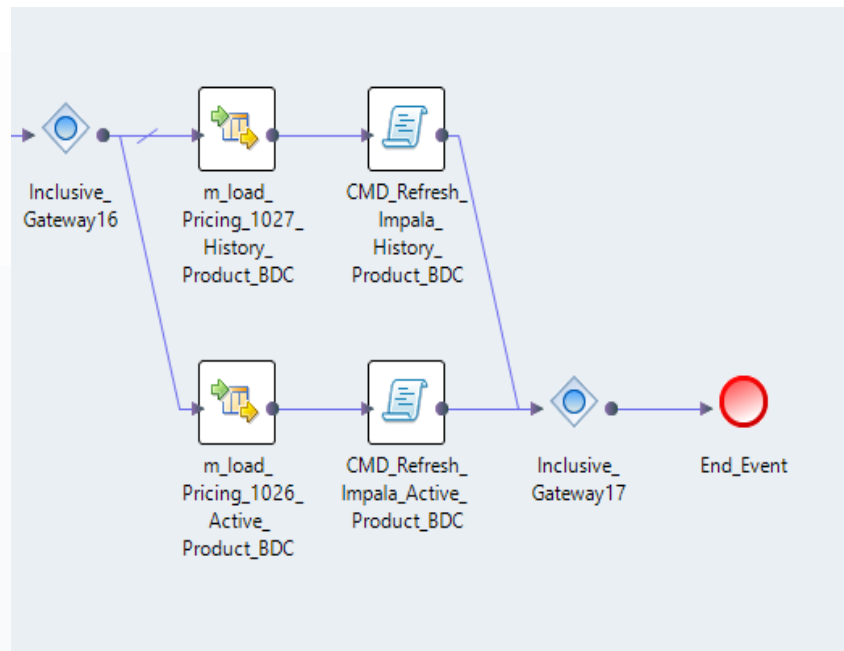 Inclusive_
Gateway16
m_load_
Pricing_1027_
History_
Product_BDC
CMD_Refresh_
Impala_
History_
Product_BDC
m_load_
Pricing_1026_
Active_
Product_BDC
CMD_Refresh_
Impala_Active_
Product_BDC
Inclusive_
Gateway17
End_Event